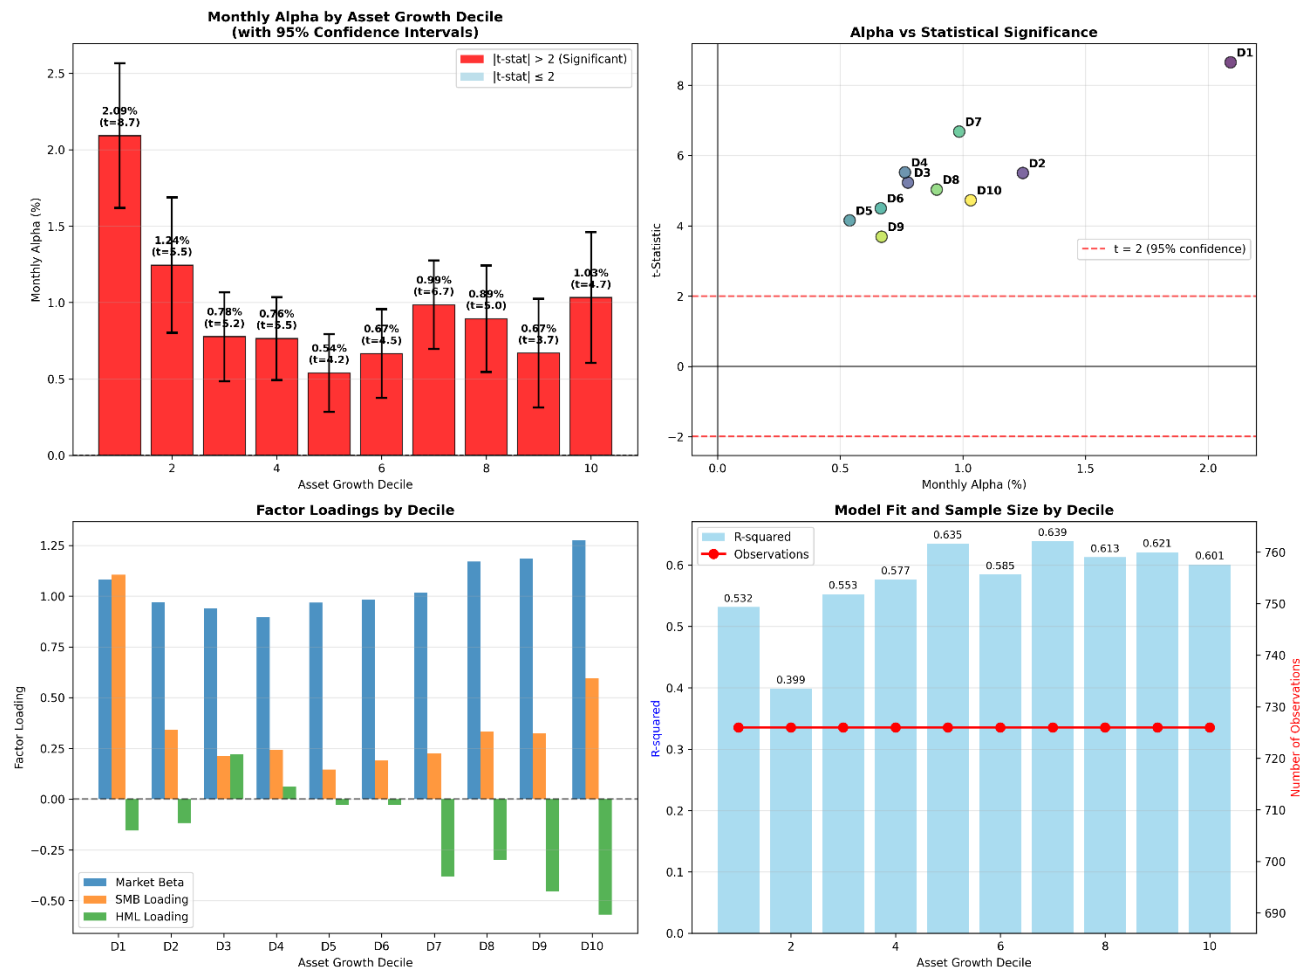 Monthly Alpha by Asset Growth Decile
(with 95% Confidence Intervals)
|t-stat| > 2 (Significant)
|t-stat| ≤ 2
2.09%
(t=8.7)
1.24%
(t=5.5)
0.78%
(t=5.2)
0.76%
(t=5.5)
0.54%
(t=4.2)
0.67%
(t=4.5)
0.99%
(t=6.7)
0.89%
(t=5.0)
0.67%
(t=3.7)
1.03%
(t=4.7)
2.5
2.0
1.5
1.0
0.5
0.0
Monthly Alpha (%)
2 4 6 8 10
Asset Growth Decile
Alpha vs Statistical Significance
D1
D7
D4
D2
D3
D8
D10
D6
D5
D9
t = 2 (95% confidence)
8
6
4
2
0
−2
t-Statistic
0.0 0.5 1.0 1.5 2.0
Monthly Alpha (%)
Factor Loadings by Decile
1.25
1.00
0.75
0.50
0.25
0.00
−0.25
−0.50
Factor Loading
Market Beta
SMB Loading
HML Loading
D1 D2 D3 D4 D5 D6 D7 D8 D9 D10
Asset Growth Decile
Model Fit and Sample Size by Decile
R-squared
Observations
0.532
0.399
0.553
0.577
0.635
0.585
0.639
0.613
0.621
0.601
0.6
0.5
0.4
0.3
0.2
0.1
0.0
R-squared
760
750
740
730
720
710
700
690
Number of Observations
2 4 6 8 10
Asset Growth Decile